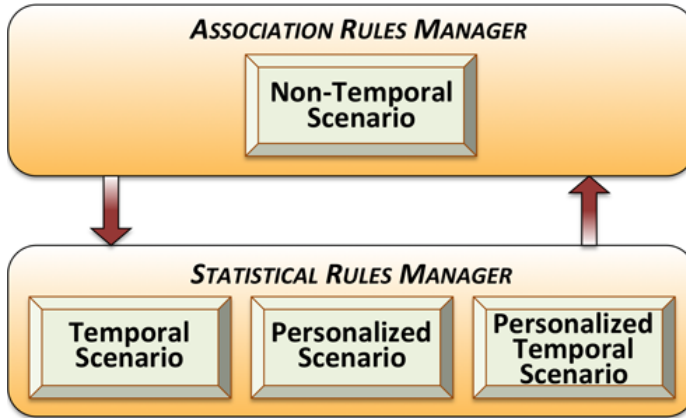 ASSOCIATION RULES MANAGER
Non-Temporal
Scenario
STATISTICAL RULES MANAGER
Temporal
Scenario
Personalized
Scenario
Personalized
Temporal
Scenario